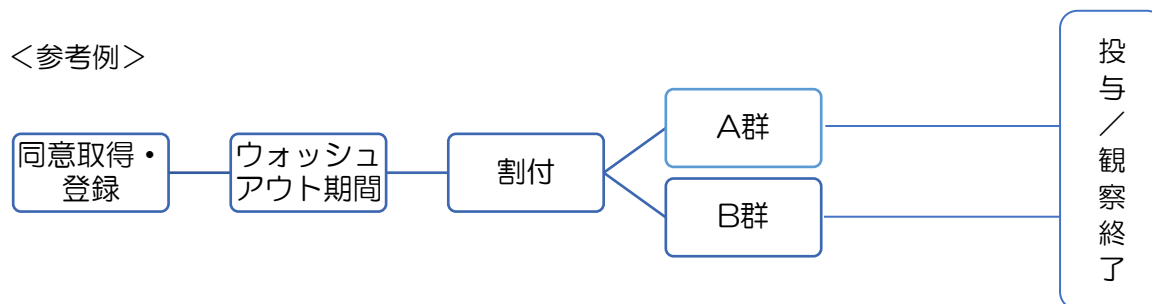 ＜参考例＞
同意取得・
登録
ウォッシュ
アウト期間
割付
A群
B群
投与／観察終了